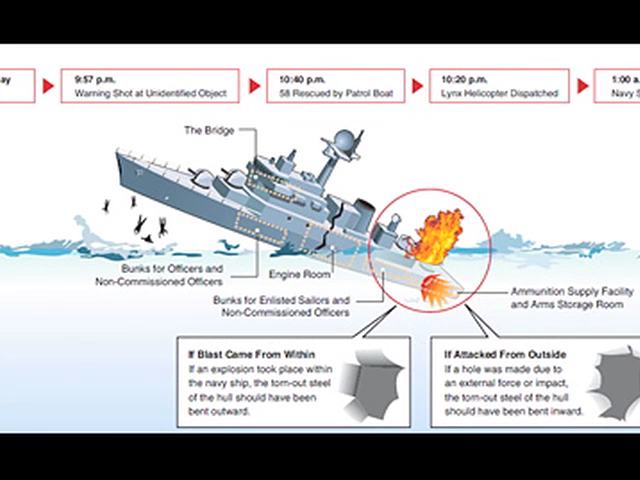 ay
9:57 p.m.
Warning Shot at Unidentified Object
10:40 p.m.
58 Rescued by Patrol Boat
10:20 p.m.
Lynx Helicopter Dispatched
1:00 a.
Navy S
The Bridge
Bunks for Officers and
Non-Commissioned Officers
Engine Room
Bunks for Enlisted Sailors and
Non-Commissioned Officers
Ammunition Supply Facility
and Arms Storage Room
If Blast Came From Within
If an explosion took place within
the navy ship, the torn-out steel
of the hull should have been
bent outward.
If Attacked From Outside
If a hole was made due to
an external force or impact,
the torn-out steel of the hull
should have been bent inward.